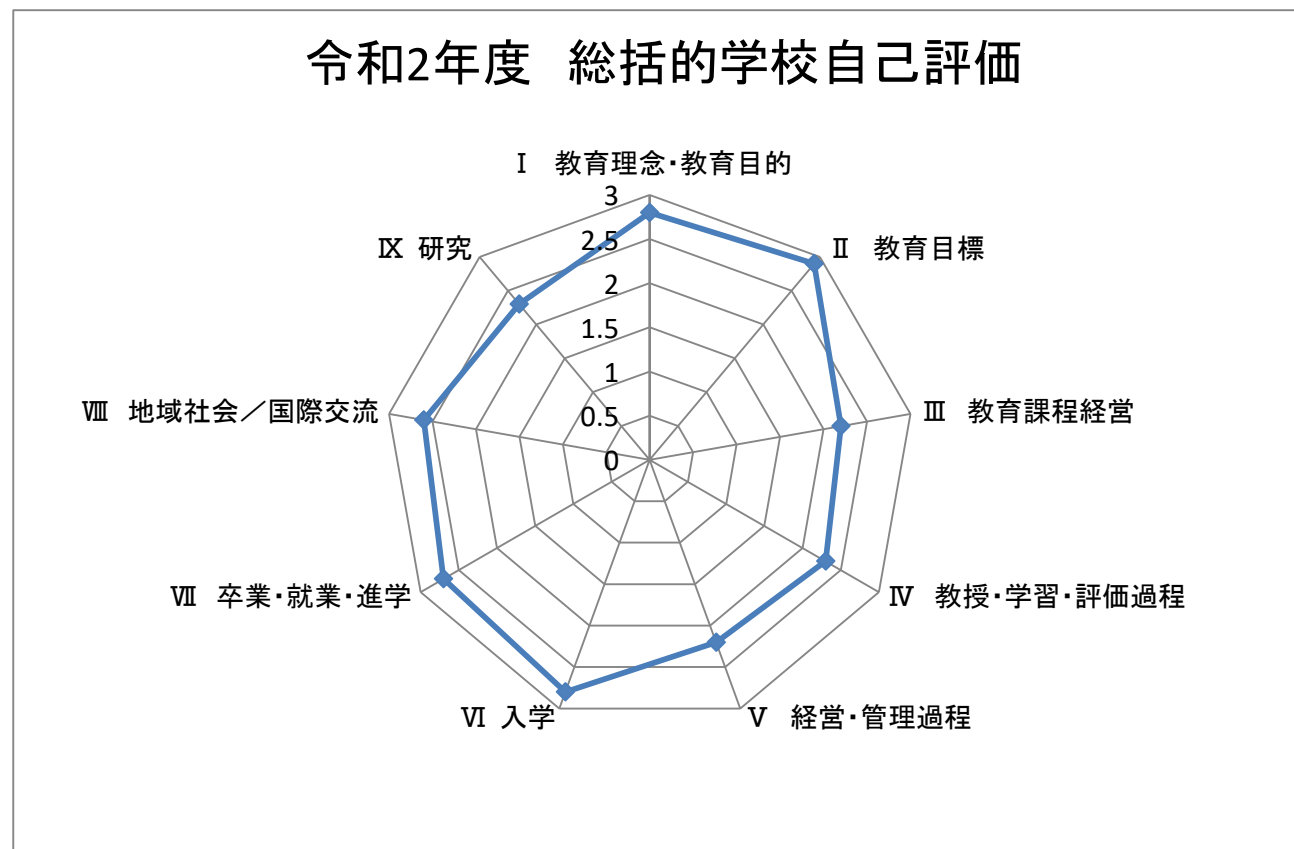 令和2年度　総括的学校自己評価
Ⅰ　教育理念・教育目的
3
2.5
2
1.5
1
0.5
0
Ⅱ　教育目標
Ⅲ　教育課程経営
Ⅳ　教授・学習・評価過程
Ⅴ　経営・管理過程
Ⅵ 入学
Ⅶ　卒業・就業・進学
Ⅷ　地域社会／国際交流
Ⅸ 研究